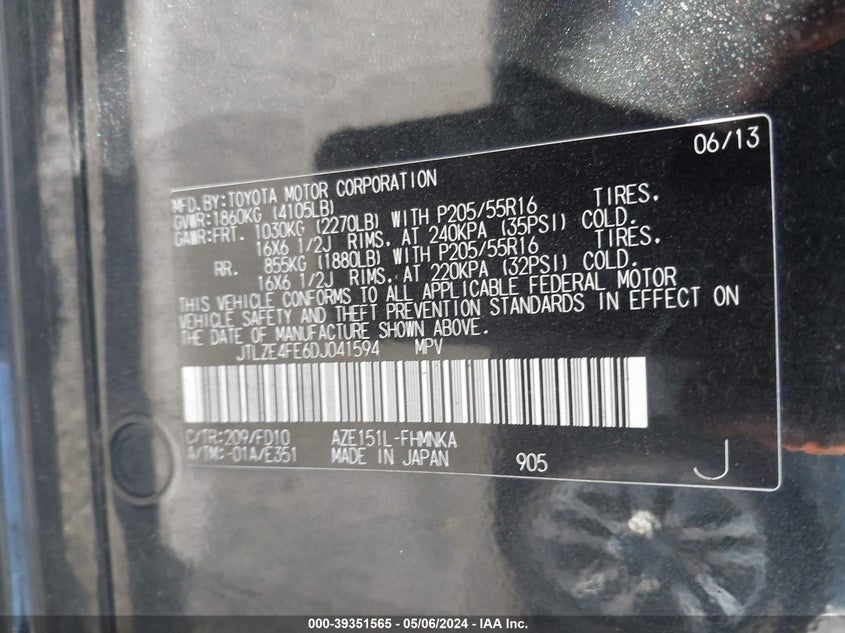 06/13
MFD.BY:TOYOTA MOTOR CORPORATION
GVWR:1860KG (4105LB)
GAWR:FRT. 1030KG (2270LB) WITH P205/55R16 TIRES,
16X6 1/2J RIMS, AT 240KPA (35PSI) COLD.
RR. 855KG (1880LB) WITH P205/55R16 TIRES,
16X6 1/2J RIMS, AT 220KPA (32PSI) COLD.
THIS VEHICLE CONFORMS TO ALL APPLICABLE FEDERAL MOTOR
VEHICLE SAFETY AND THEFT PREVENTION STANDARDS IN EFFECT ON
THE DATE OF MANUFACTURE SHOWN ABOVE.
JTLZE4FE6DJ041594 MPV
C/TR:209/FD10 AZE151L-FHMNKA
A/TM:-01A/E351 MADE IN JAPAN 905 J
000-39351565 - 05/06/2024 - IAA Inc.